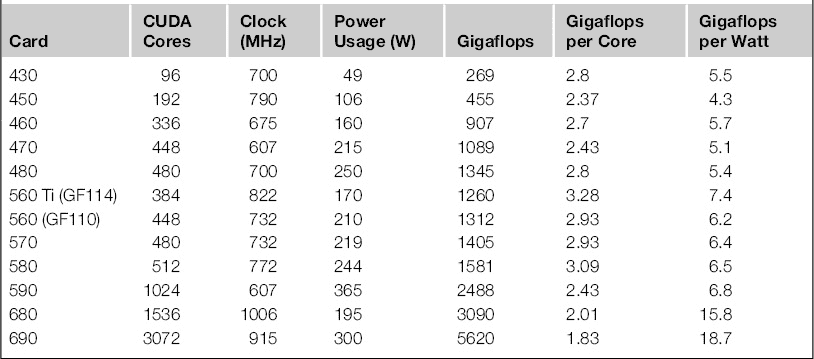 Card CUDA Cores Clock (MHz) Power Usage (W) Gigaflops Gigaflops per Core Gigaflops per Watt
430 96 700 49 269 2.8 5.5
450 192 790 106 455 2.37 4.3
460 336 675 160 907 2.7 5.7
470 448 607 215 1089 2.43 5.1
480 480 700 250 1345 2.8 5.4
560 Ti (GF114) 384 822 170 1260 3.28 7.4
560 (GF110) 448 732 210 1312 2.93 6.2
570 480 732 219 1405 2.93 6.4
580 512 772 244 1581 3.09 6.5
590 1024 607 365 2488 2.43 6.8
680 1536 1006 195 3090 2.01 15.8
690 3072 915 300 5620 1.83 18.7